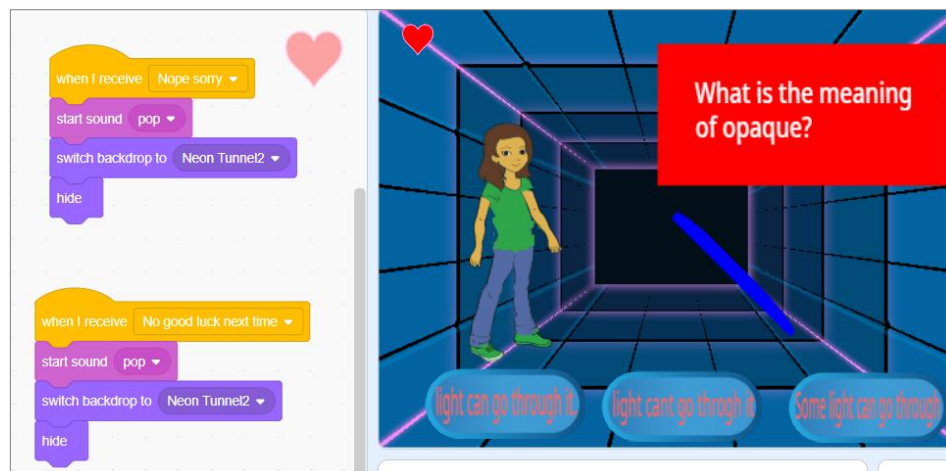 when I receive Nope sorry
start sound pop
switch backdrop to Neon Tunnel2
hide
when I receive No good luck next time
start sound pop
switch backdrop to Neon Tunnel2
hide
What is the meaning
of opaque?
light can go through it.
light cant go throgh it
Some light can go through